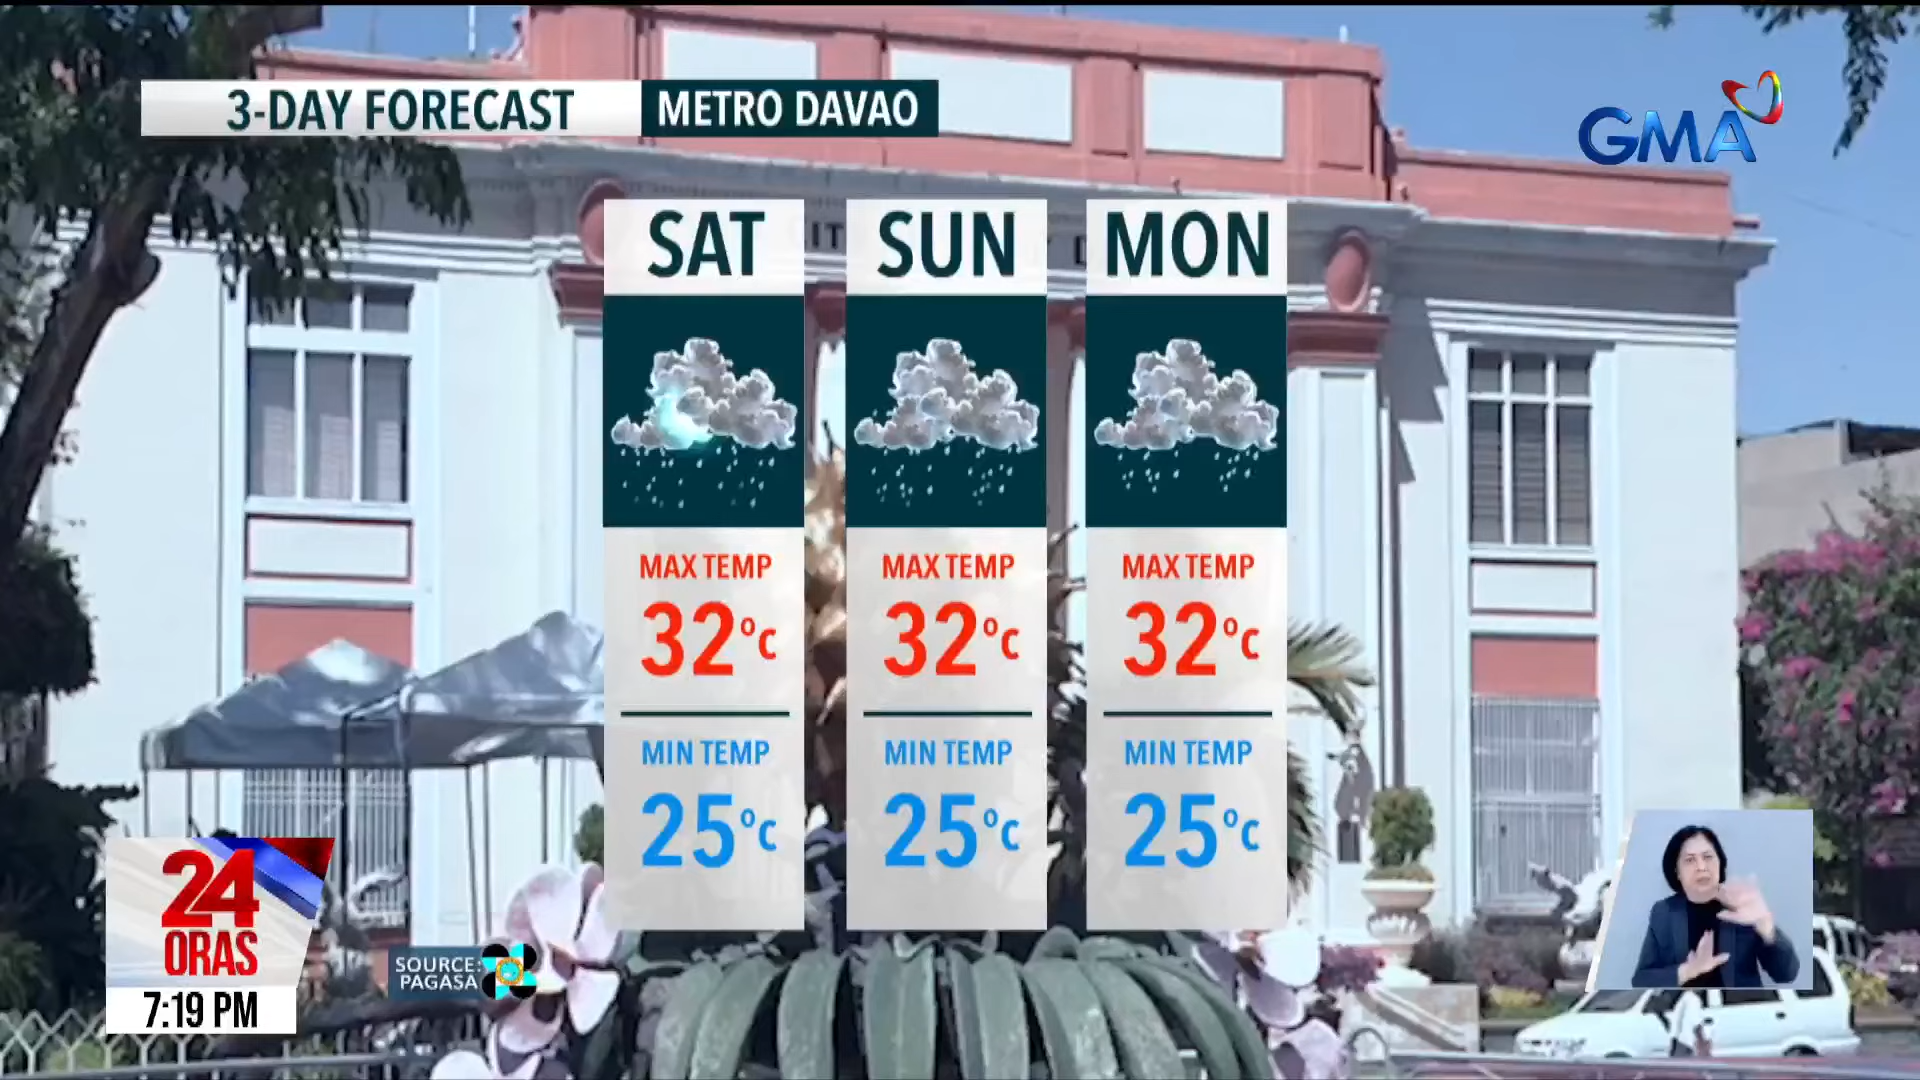 3-DAY FORECAST
METRO DAVAO
GMA
SAT
SUN
MON
MAX TEMP
32°C
MAX TEMP
32°C
MAX TEMP
32°C
MIN TEMP
25°C
MIN TEMP
25°C
MIN TEMP
25°C
24
ORAS
7:19 PM
SOURCE:
PAGASA